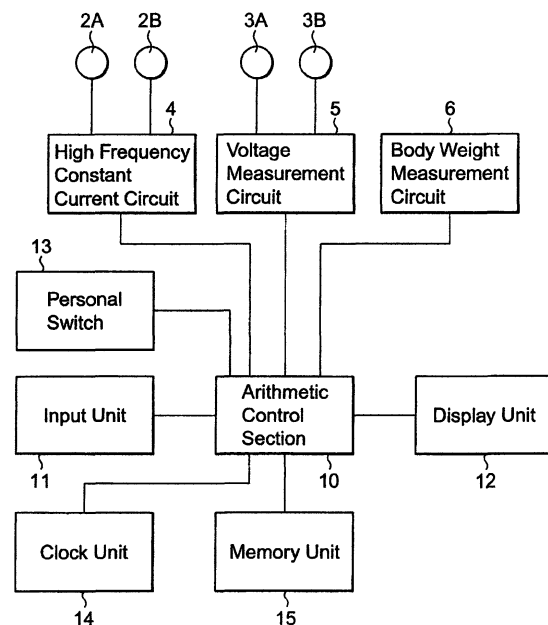 2A 2B 3A 3B
4 5 6
High Frequency
Constant
Current Circuit
Voltage
Measurement
Circuit
Body Weight
Measurement
Circuit
13
Personal
Switch
Input Unit
Arithmetic
Control
Section
Display Unit
11 10 12
Clock Unit
Memory Unit
14 15